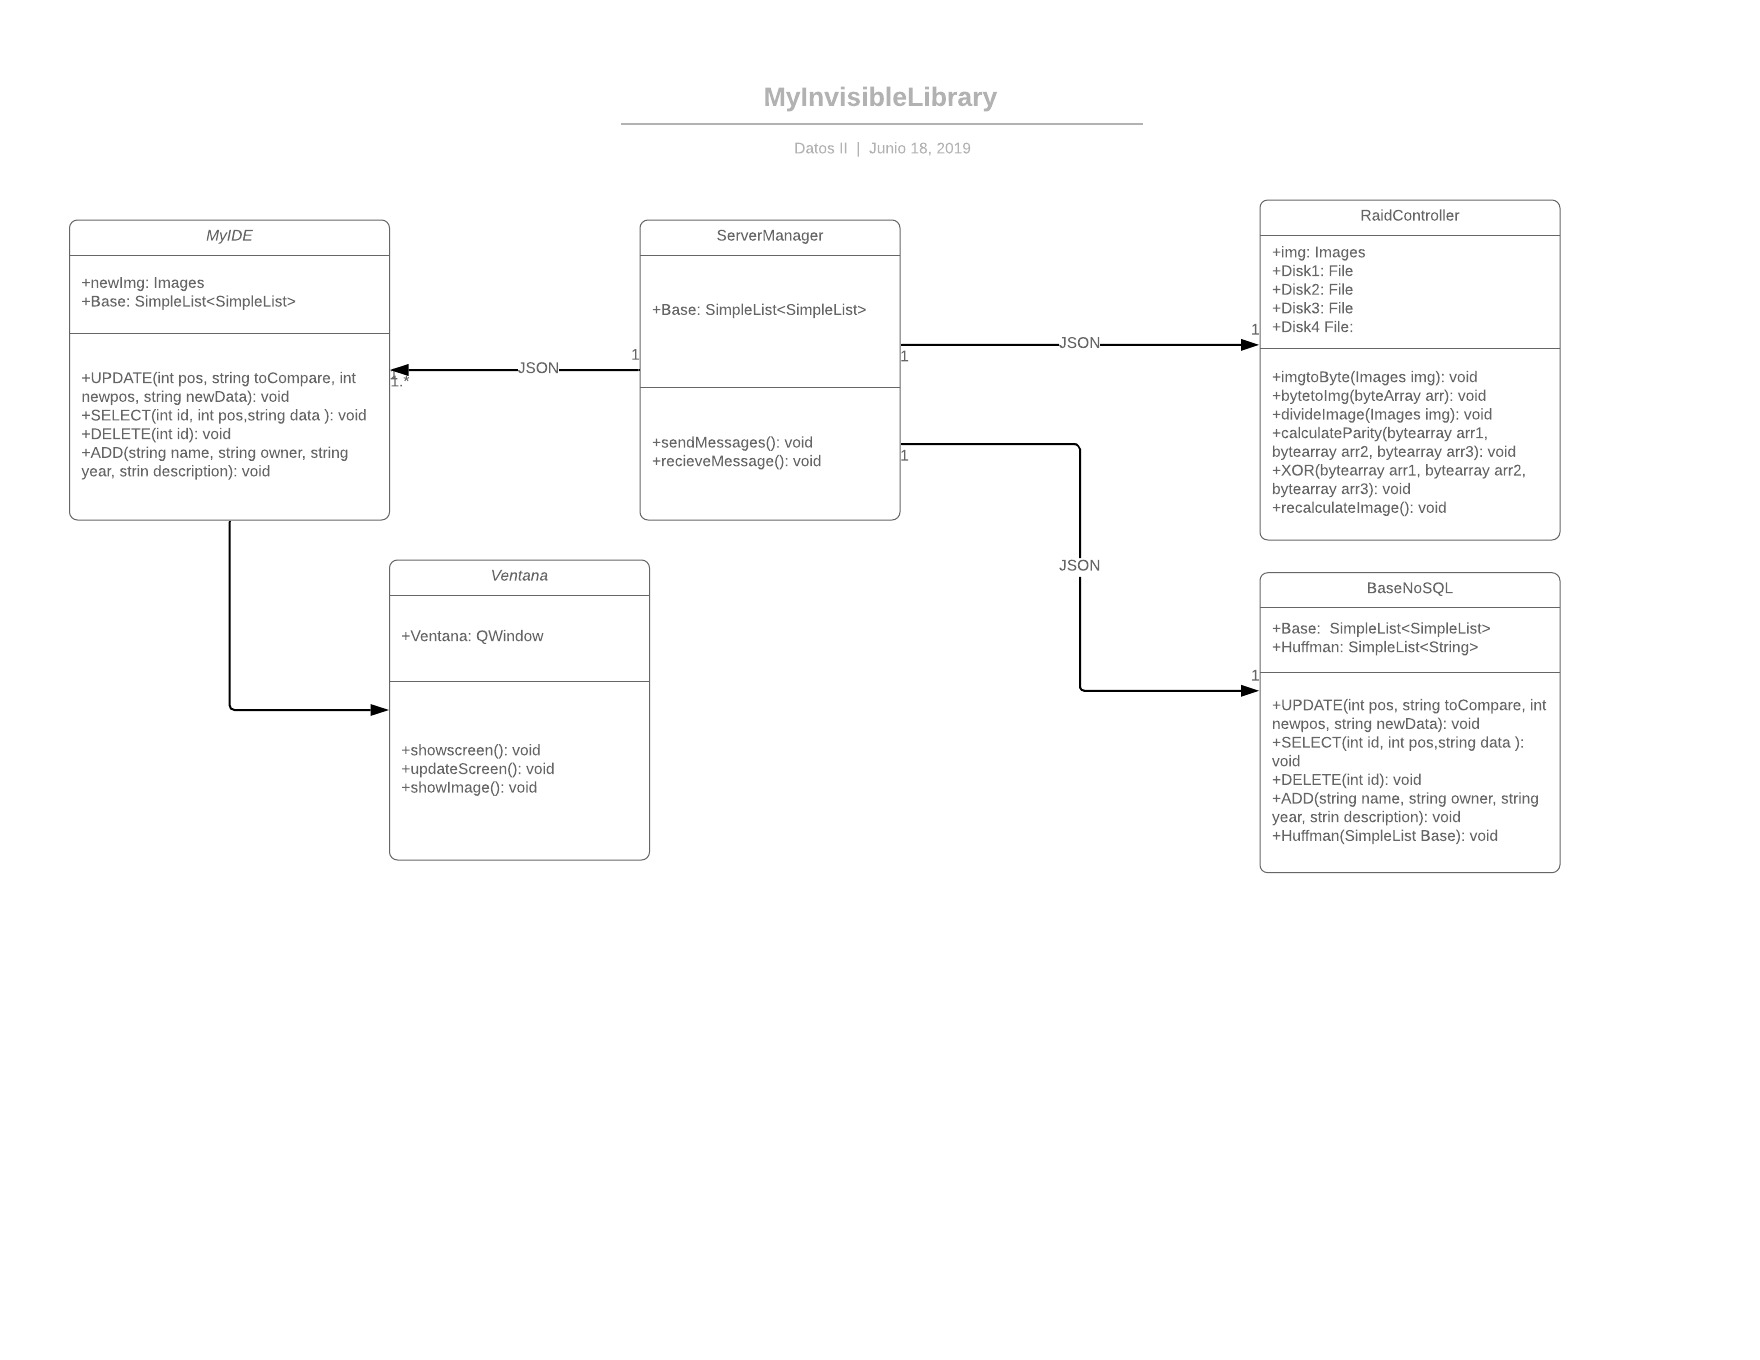 MyInvisibleLibrary
Datos II | Junio 18, 2019
MyIDE
+newImg: Images
+Base: SimpleList<SimpleList>
+UPDATE(int pos, string toCompare, int
newpos, string newData): void
+SELECT(int id, int pos,string data ): void
+DELETE(int id): void
+ADD(string name, string owner, string
year, strin description): void
1
1.*
JSON
1
ServerManager
+Base: SimpleList<SimpleList>
+sendMessages(): void
+recieveMessage(): void
1
JSON
1
1
JSON
1
RaidController
+img: Images
+Disk1: File
+Disk2: File
+Disk3: File
+Disk4 File:
+imgtoByte(Images img): void
+bytetoImg(byteArray arr): void
+divideImage(Images img): void
+calculateParity(bytearray arr1,
bytearray arr2, bytearray arr3): void
+XOR(bytearray arr1, bytearray arr2,
bytearray arr3): void
+recalculateImage(): void
Ventana
+Ventana: QWindow
+showscreen(): void
+updateScreen(): void
+showImage(): void
BaseNoSQL
+Base:  SimpleList<SimpleList>
+Huffman: SimpleList<String>
+UPDATE(int pos, string toCompare, int
newpos, string newData): void
+SELECT(int id, int pos,string data ):
void
+DELETE(int id): void
+ADD(string name, string owner, string
year, strin description): void
+Huffman(SimpleList Base): void